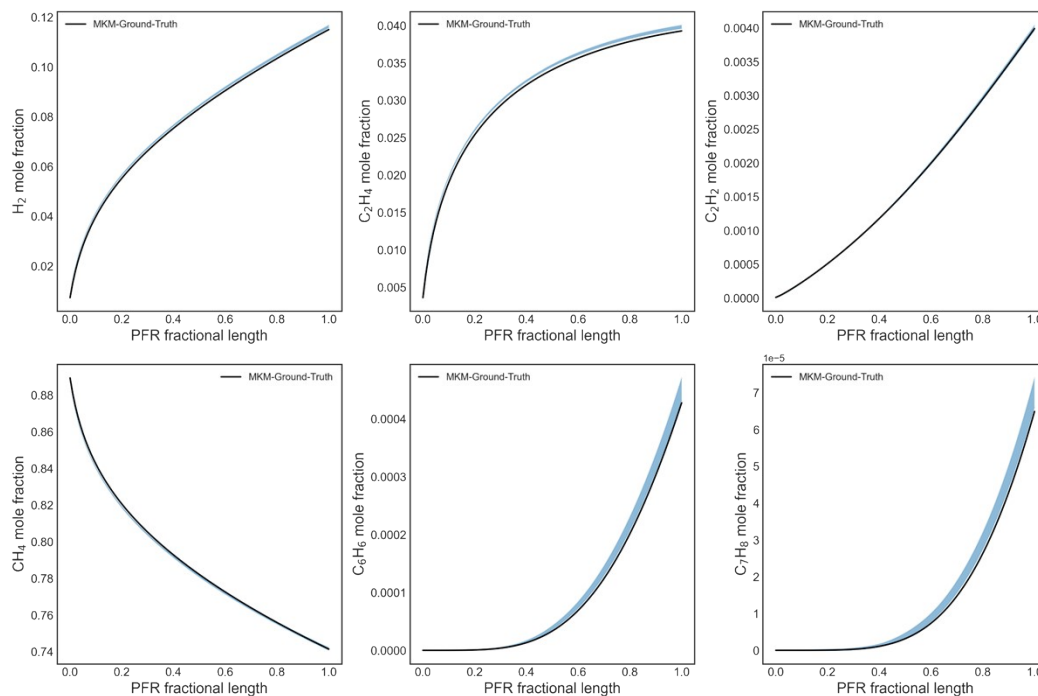 MKM-Ground-Truth
H₂ mole fraction
0.12
0.10
0.08
0.06
0.04
0.02
0.0 0.2 0.4 0.6 0.8 1.0
PFR fractional length
MKM-Ground-Truth
C₂H₄ mole fraction
0.040
0.035
0.030
0.025
0.020
0.015
0.010
0.005
0.0 0.2 0.4 0.6 0.8 1.0
PFR fractional length
MKM-Ground-Truth
C₂H₂ mole fraction
0.0040
0.0035
0.0030
0.0025
0.0020
0.0015
0.0010
0.0005
0.0000
0.0 0.2 0.4 0.6 0.8 1.0
PFR fractional length
MKM-Ground-Truth
CH₄ mole fraction
0.88
0.86
0.84
0.82
0.80
0.78
0.76
0.74
0.0 0.2 0.4 0.6 0.8 1.0
PFR fractional length
MKM-Ground-Truth
C₆H₆ mole fraction
0.0004
0.0003
0.0002
0.0001
0.0000
0.0 0.2 0.4 0.6 0.8 1.0
PFR fractional length
1e−5
MKM-Ground-Truth
C₇H₈ mole fraction
7
6
5
4
3
2
1
0
0.0 0.2 0.4 0.6 0.8 1.0
PFR fractional length